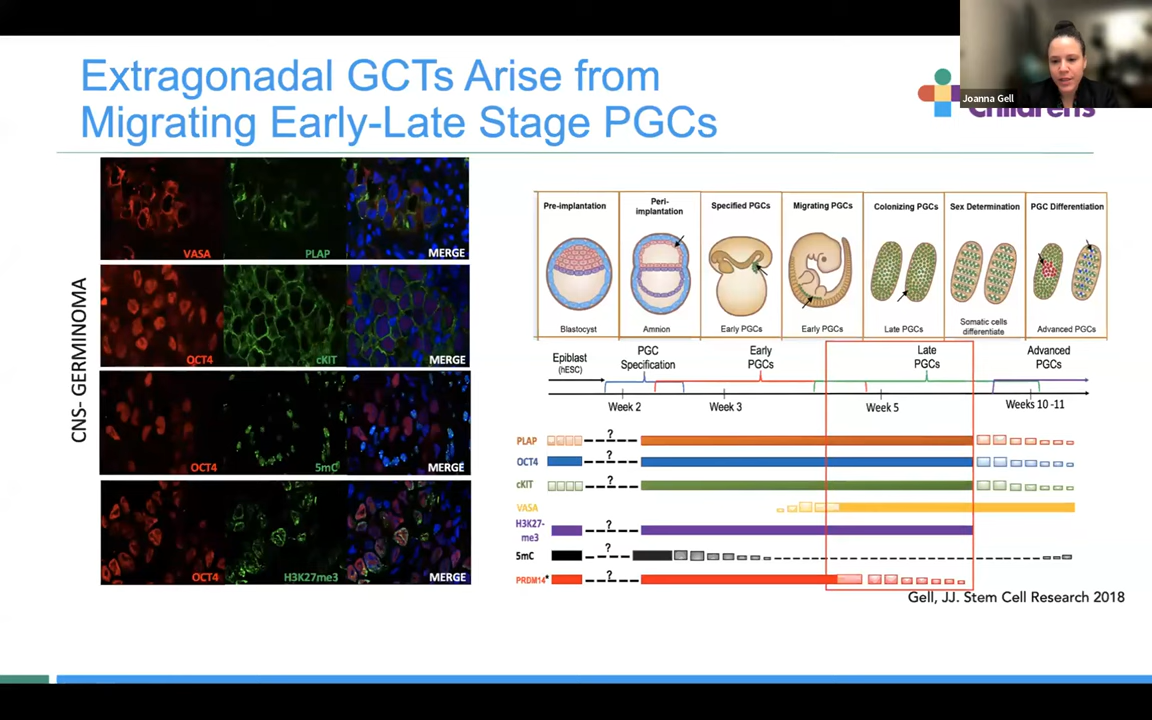 Extragonadal GCTs Arise from
Migrating Early-Late Stage PGCs
Joanna Gell
Children's
CNS- GERMINOMA
VASA PLAP MERGE
OCT4 cKIT MERGE
OCT4 5mC MERGE
OCT4 H3K27me3 MERGE
Pre-implantation
Peri-
implantation
Specified PGCs
Migrating PGCs
Colonizing PGCs
Sex Determination
PGC Differentiation
Blastocyst
Amnion
Early PGCs
Early PGCs
Late PGCs
Somatic cells
differentiate
Advanced PGCs
Epiblast
(hESC)
PGC
Specification
Early
PGCs
Late
PGCs
Advanced
PGCs
Week 2
Week 3
Week 5
Weeks 10 -11
PLAP ?
OCT4 ?
cKIT ?
VASA
H3K27-
me3 ?
5mC ?
PRDM14* ?
Gell, JJ. Stem Cell Research 2018